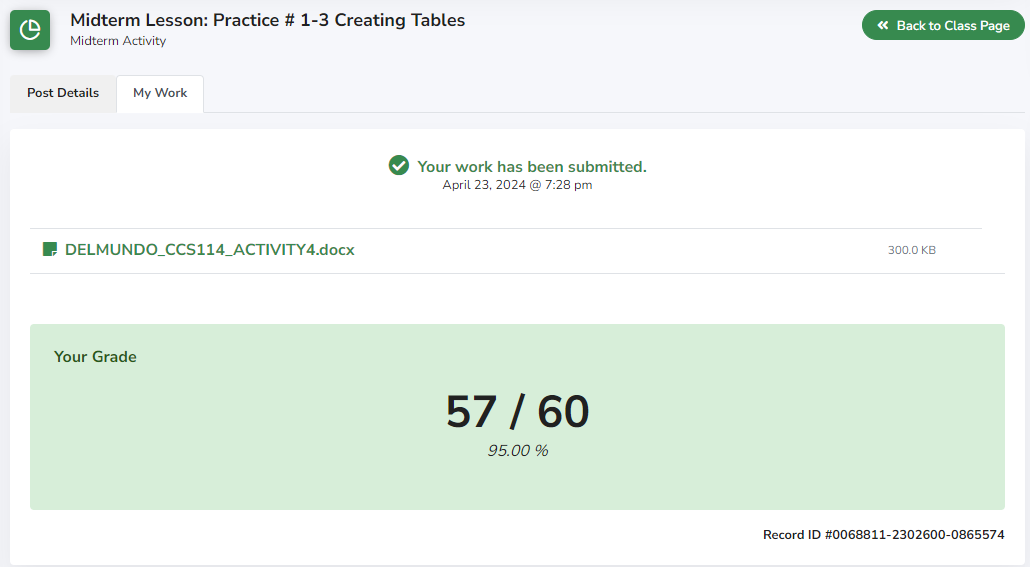 Midterm Lesson: Practice # 1-3 Creating Tables
Midterm Activity
Back to Class Page
Post Details
My Work
Your work has been submitted.
April 23, 2024 @ 7:28 pm
DELMUNDO_CCS114_ACTIVITY4.docx
300.0 KB
Your Grade
57 / 60
95.00 %
Record ID #0068811-2302600-0865574